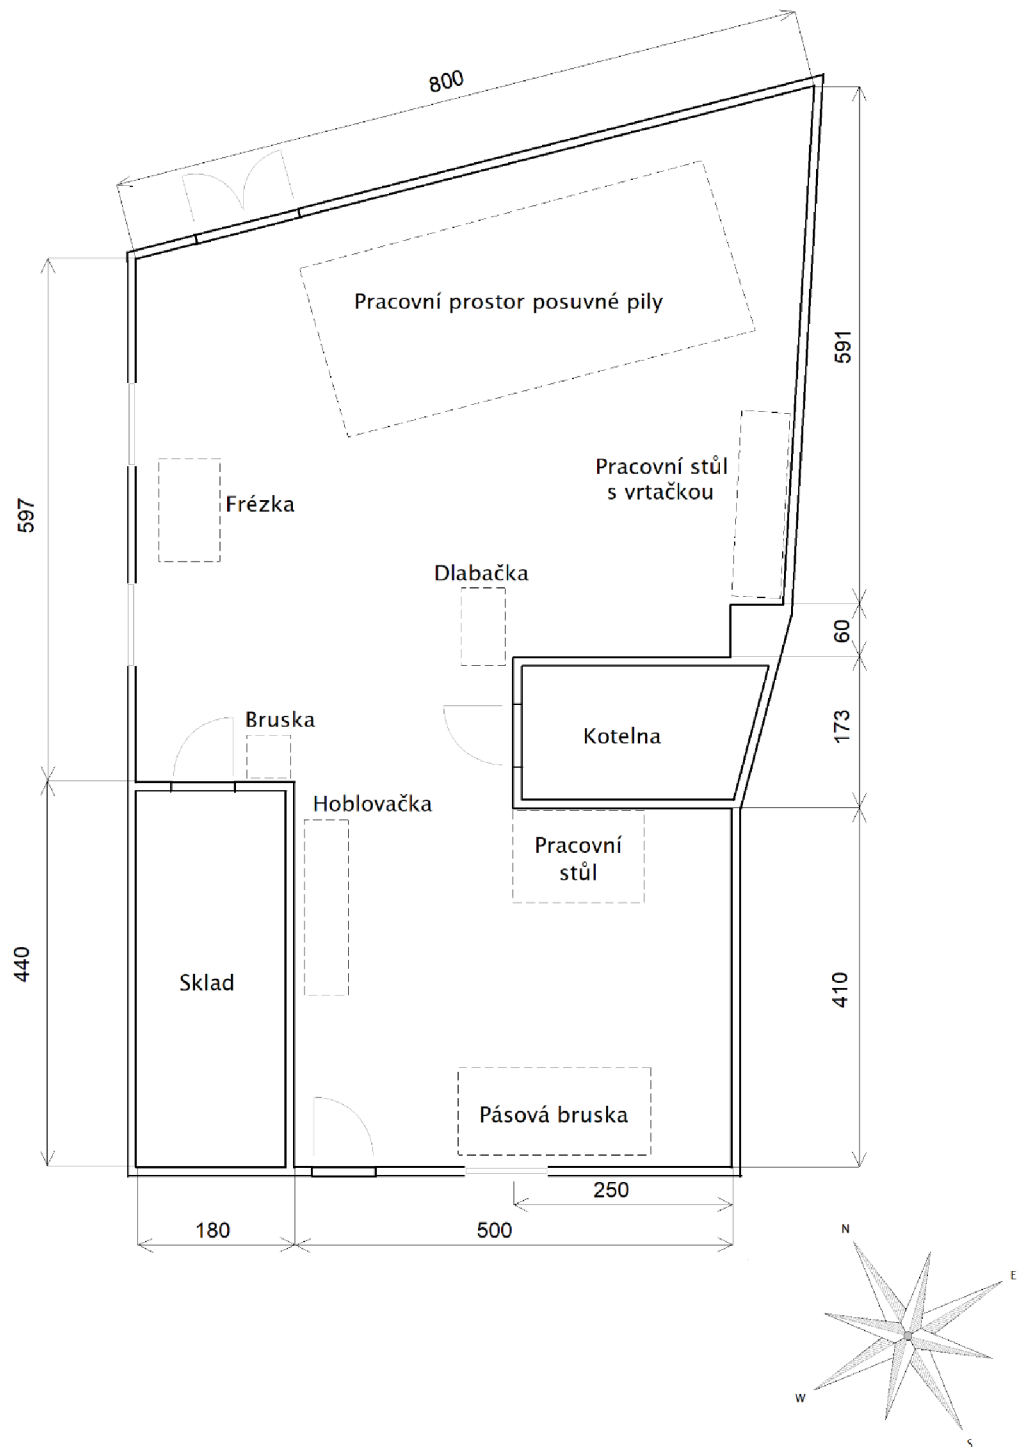 800
Pracovní prostor posuvné pily
591
Pracovní stůl
s vrtačkou
Frézka
597
Dlabačka
60
Bruska
Kotelna
173
Hoblovačka
Pracovní
stůl
440
Sklad
410
Pásová bruska
250
180
500
N
E
W
S